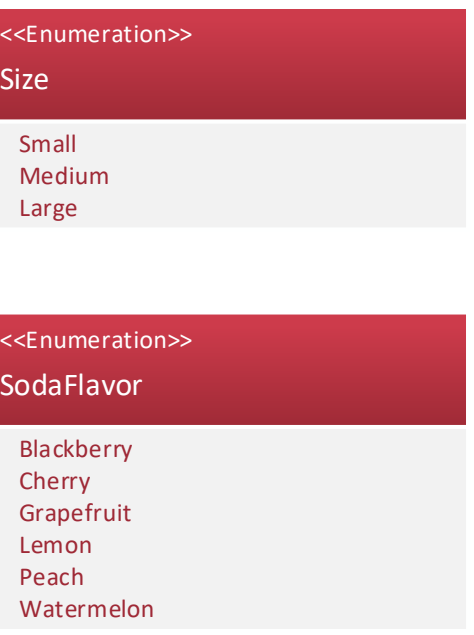 <<Enumeration>>
Size
Small
Medium
Large
<<Enumeration>>
SodaFlavor
Blackberry
Cherry
Grapefruit
Lemon
Peach
Watermelon